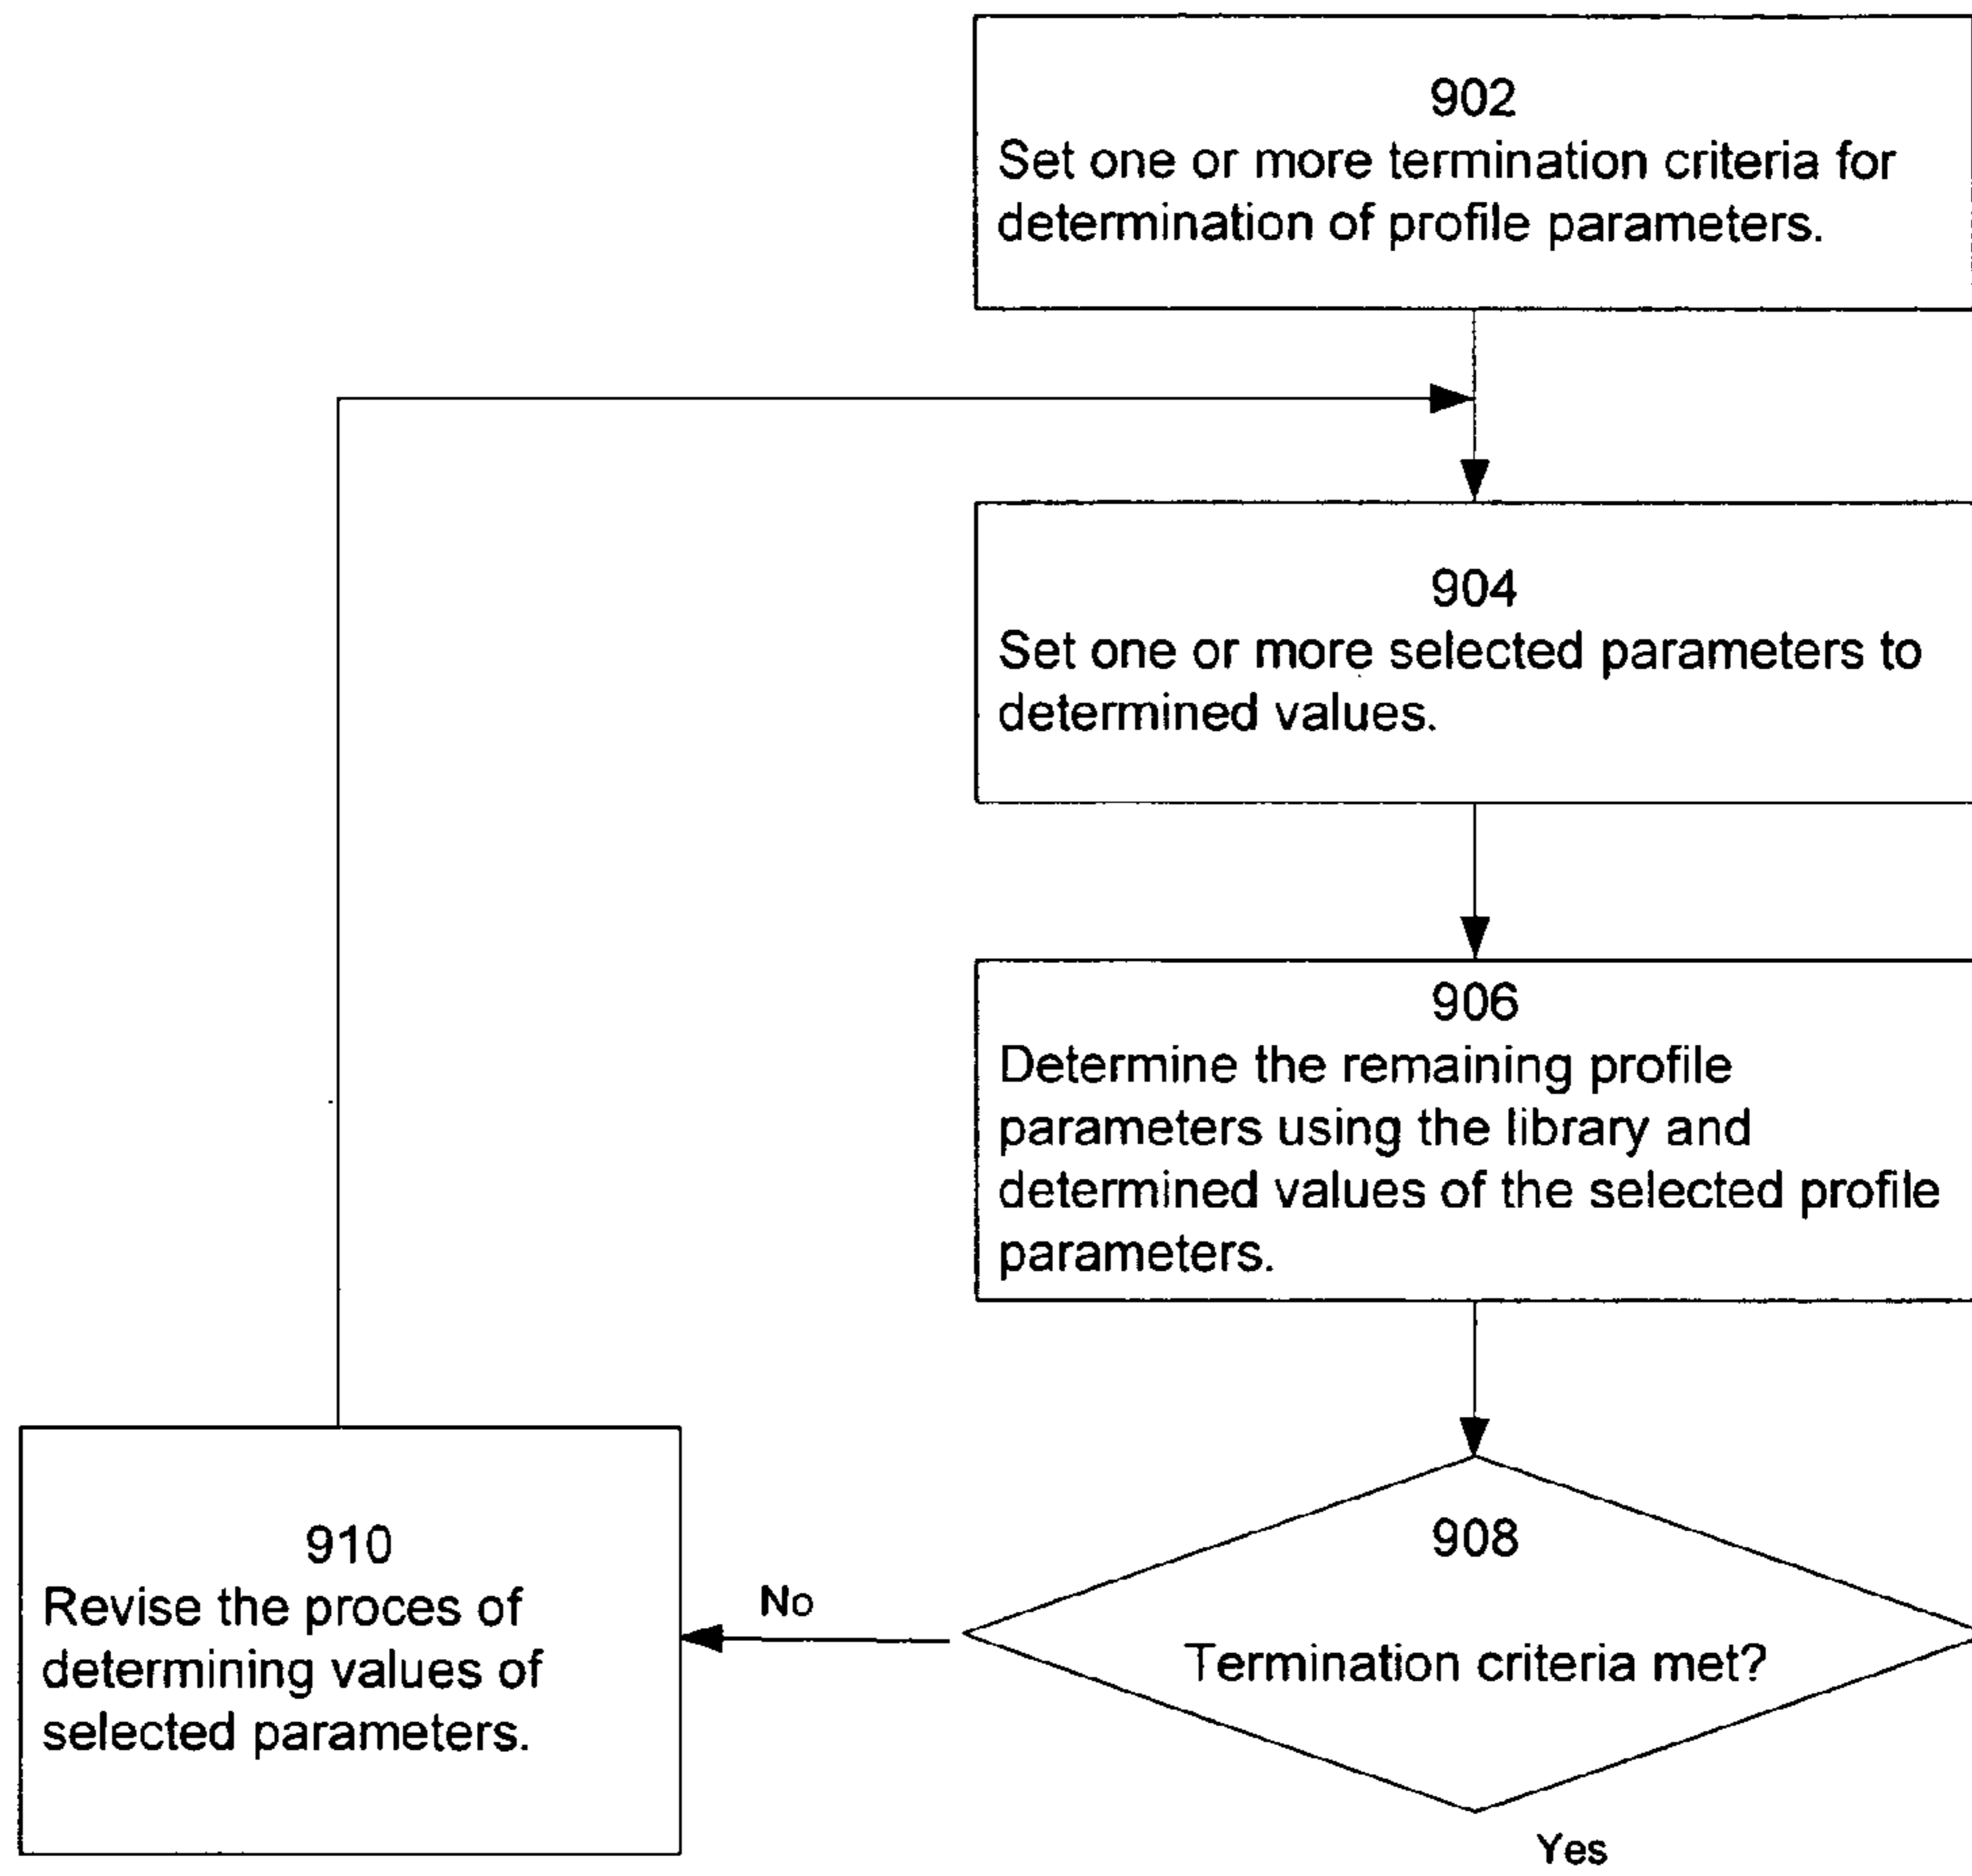 902
Set one or more termination criteria for
determination of profile parameters.
904
Set one or more selected parameters to
determined values.
906
Determine the remaining profile
parameters using the library and
determined values of the selected profile
parameters.
908
Termination criteria met?
No
910
Revise the proces of
determining values of
selected parameters.
Yes